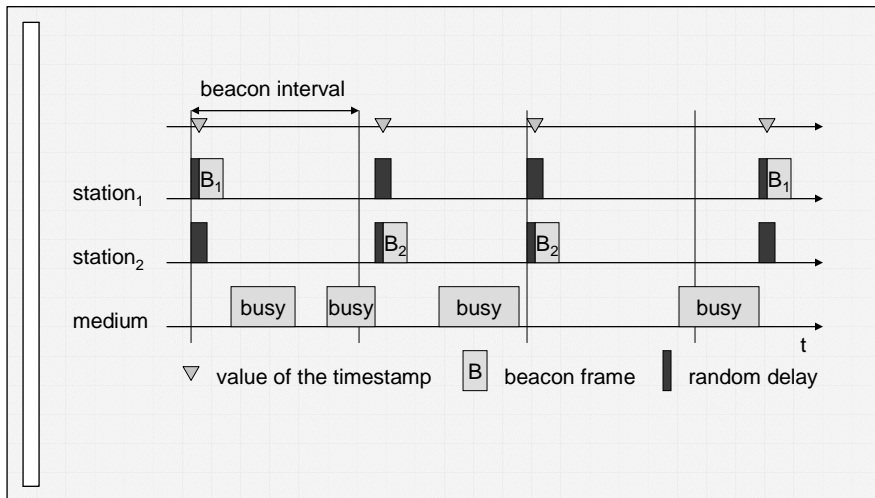 beacon interval
B₁ B₁
station₁
B₂ B₂
station₂
busy busy busy busy
medium
t
value of the timestamp B beacon frame random delay